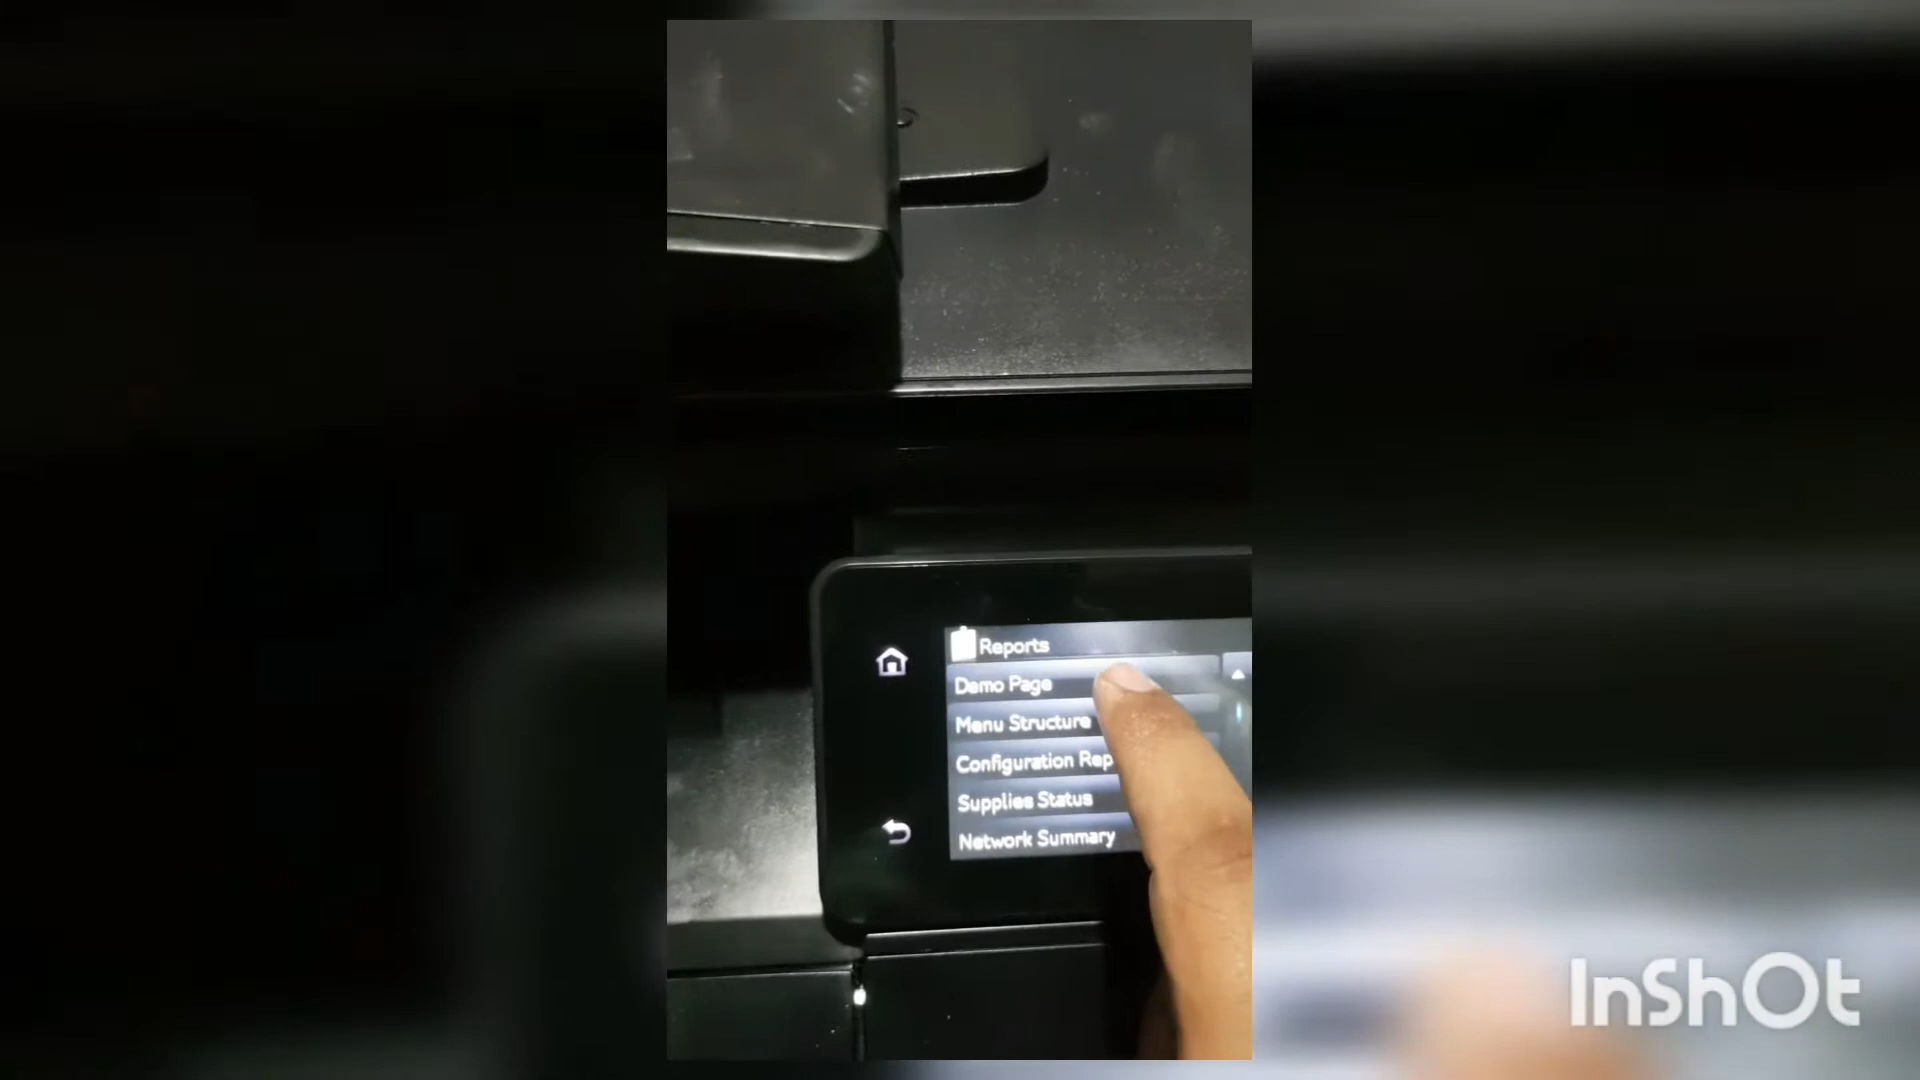 Reports
Demo Page
Menu Structure
Configuration Rep
Supplies Status
Network Summary
InShOt